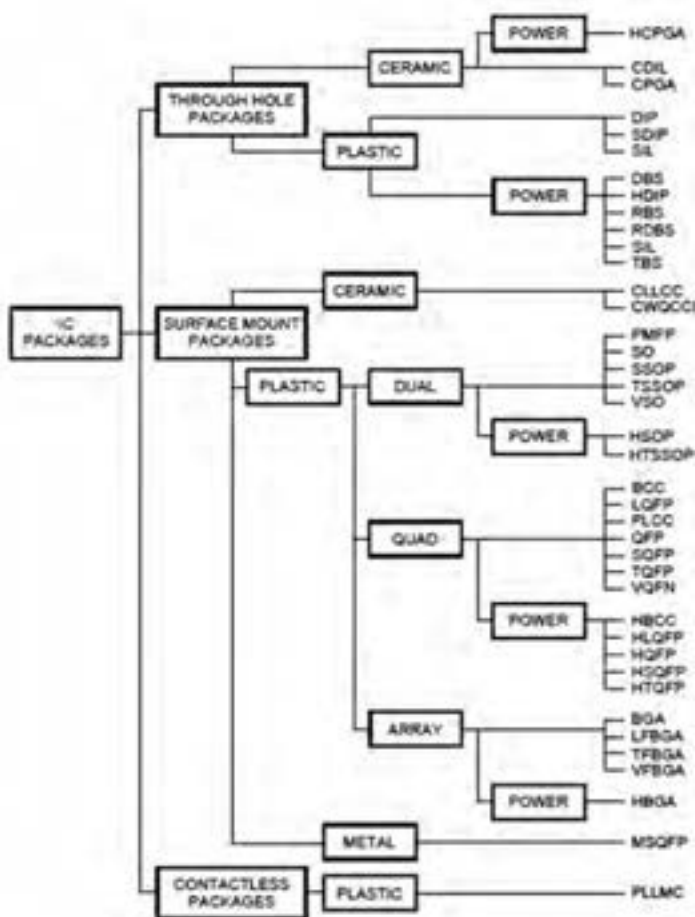 POWER
HCPGA
CERAMIC
CDIL
CPGA
THROUGH HOLE
PACKAGES
DIP
SDIP
SIL
PLASTIC
DBS
HDIP
POWER
RBS
RDBS
SIL
TBS
CERAMIC
CLLCC
CWQCC
IC
PACKAGES
SURFACE MOUNT
PACKAGES
PMFP
SO
SSOP
PLASTIC
DUAL
TSSOP
VSO
POWER
HSOP
HTSSOP
BCC
LQFP
PLCC
QUAD
QFP
SQFP
TQFP
VQFN
POWER
HBCC
HLQFP
HQFP
HSQFP
HTQFP
BGA
ARRAY
LFBGA
TFBGA
VFBGA
POWER
HBGA
METAL
MSQFP
CONTACTLESS
PACKAGES
PLASTIC
PLLMC